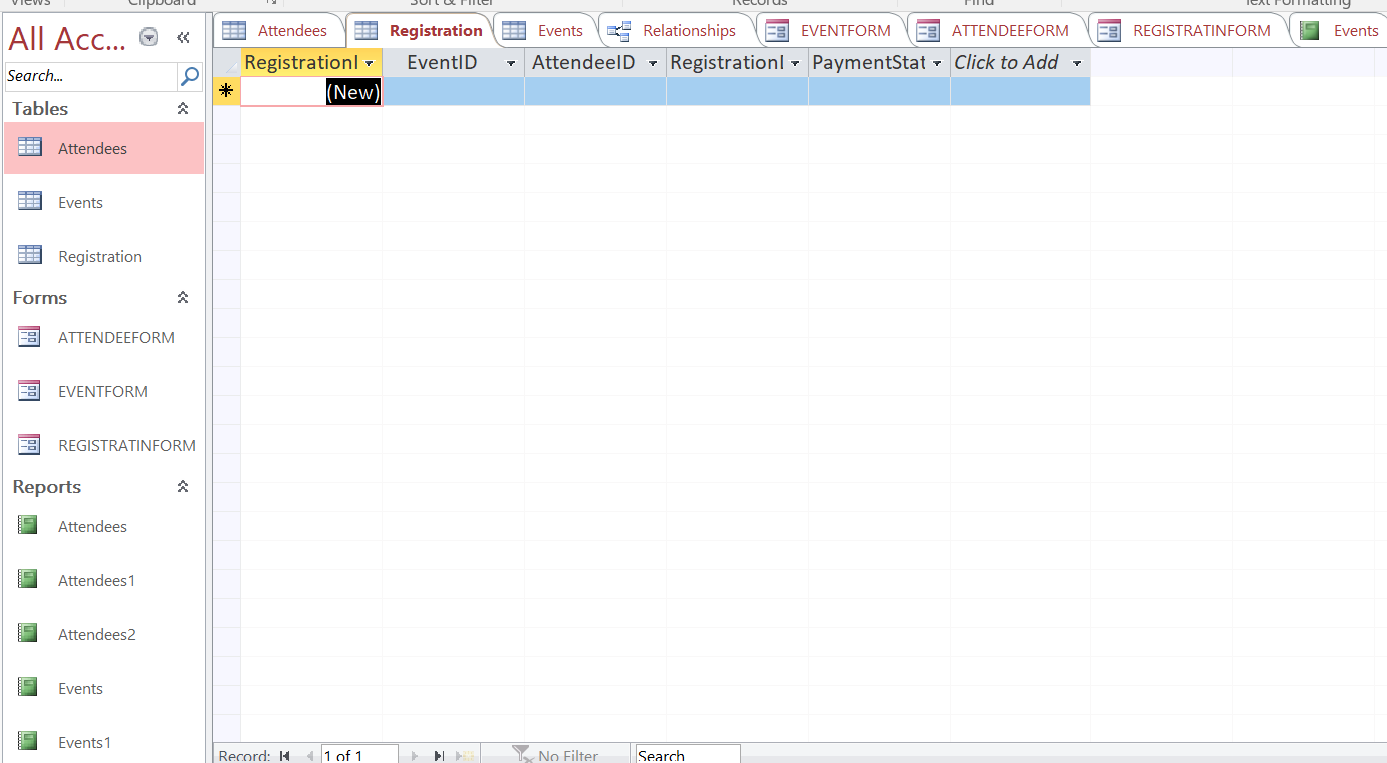 Views Clipboard Sort & Filter Records Find Text Formatting
All Acc...
Search...
Tables
Attendees
Events
Registration
Forms
ATTENDEEFORM
EVENTFORM
REGISTRATINFORM
Reports
Attendees
Attendees1
Attendees2
Events
Events1
Attendees Registration Events Relationships EVENTFORM ATTENDEEFORM REGISTRATINFORM Events
RegistrationI EventID AttendeeID RegistrationI PaymentStat Click to Add
(New)
Record: 1 of 1 No Filter Search